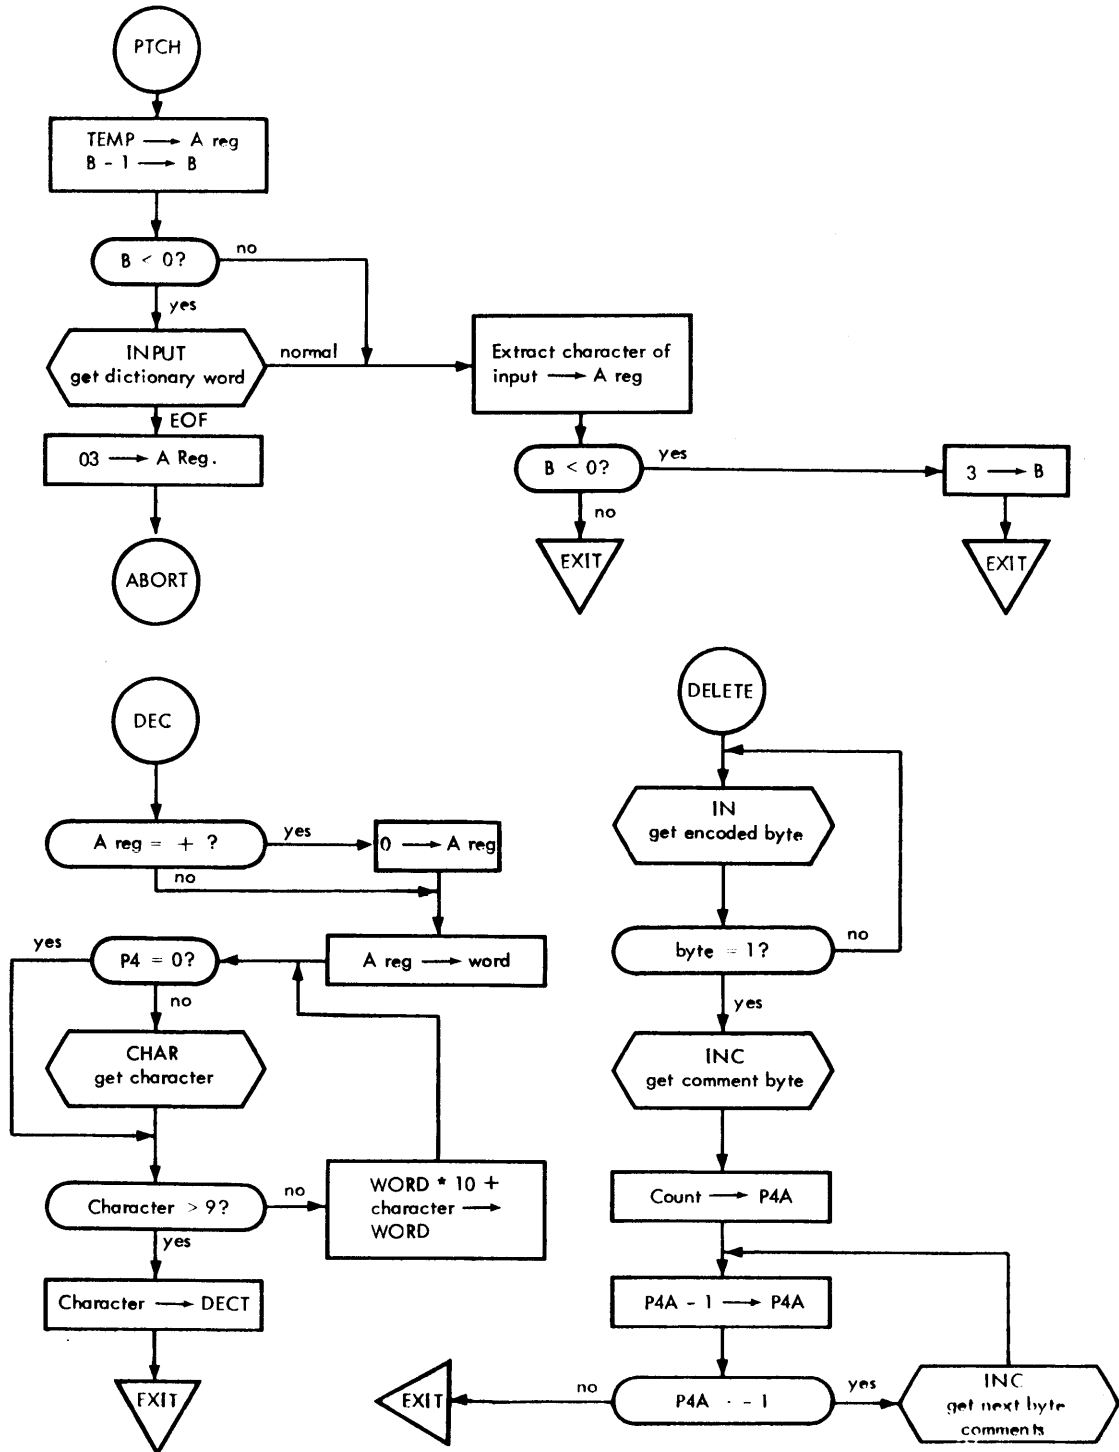 PTCH
TEMP → A reg
B - 1 → B
B < 0?
no
yes
INPUT
get dictionary word
normal
EOF
03 → A Reg.
ABORT
Extract character of
input → A reg
B < 0?
yes
no
3 → B
EXIT
EXIT
DEC
A reg = + ?
yes
0 → A reg
no
A reg → word
P4 = 0?
yes
no
CHAR
get character
Character > 9?
no
WORD * 10 +
character →
WORD
yes
Character → DECT
EXIT
DELETE
IN
get encoded byte
byte = 1?
no
yes
INC
get comment byte
Count → P4A
P4A - 1 → P4A
P4A - 1
no
yes
EXIT
INC
get next byte
comments